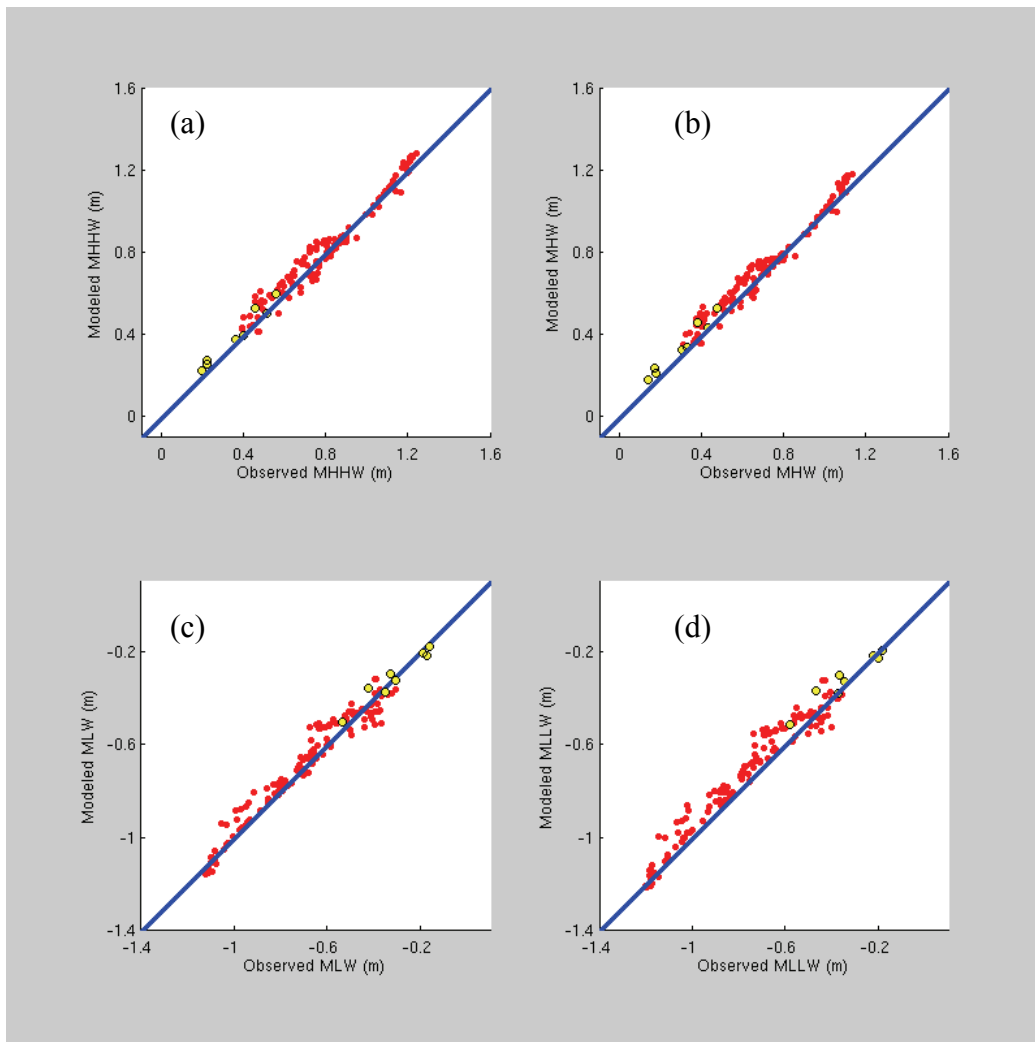 (a)
1.6
1.2
0.8
0.4
0
Modeled MHHW (m)
0 0.4 0.8 1.2 1.6
Observed MHHW (m)
(b)
1.6
1.2
0.8
0.4
0
Modeled MHW (m)
0 0.4 0.8 1.2 1.6
Observed MHW (m)
(c)
-0.2
-0.6
-1
-1.4
Modeled MLW (m)
-1.4 -1 -0.6 -0.2
Observed MLW (m)
(d)
-0.2
-0.6
-1
-1.4
Modeled MLLW (m)
-1.4 -1 -0.6 -0.2
Observed MLLW (m)